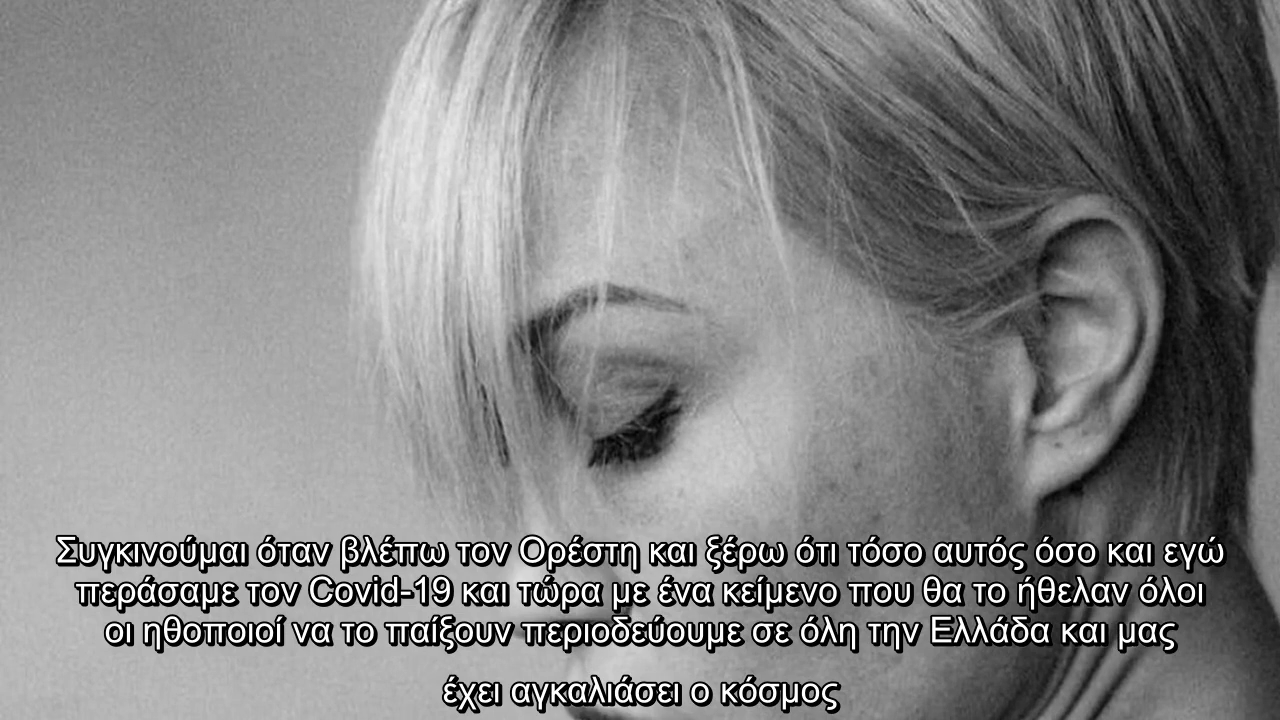 Συγκινούμαι όταν βλέπω τον Ορέστη και ξέρω ότι τόσο αυτός όσο και εγώ
περάσαμε τον Covid-19 και τώρα με ένα κείμενο που θα το ήθελαν όλοι
οι ηθοποιοί να το παίξουν περιοδεύουμε σε όλη την Ελλάδα και μας
έχει αγκαλιάσει ο κόσμος